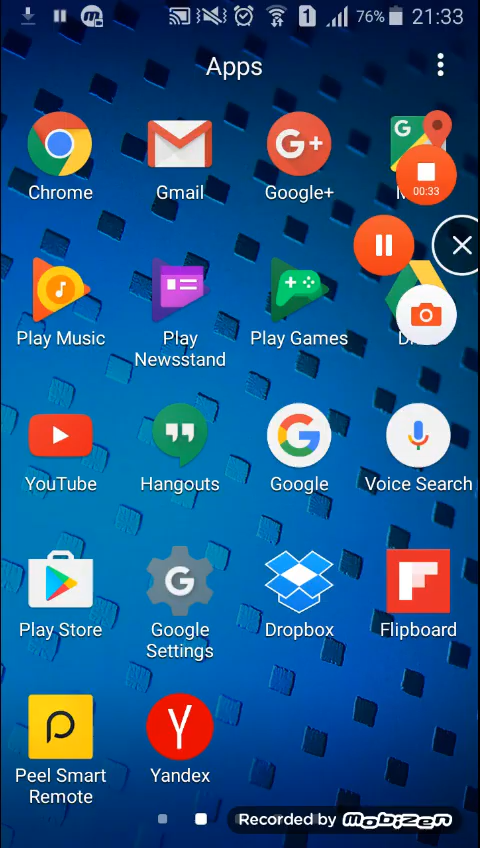 1 76% 21:33
Apps
Chrome Gmail Google+
00:33
Play Music Play Newsstand Play Games
YouTube Hangouts Google Voice Search
Play Store Google Settings Dropbox Flipboard
Peel Smart Remote Yandex
Recorded by Mobizen